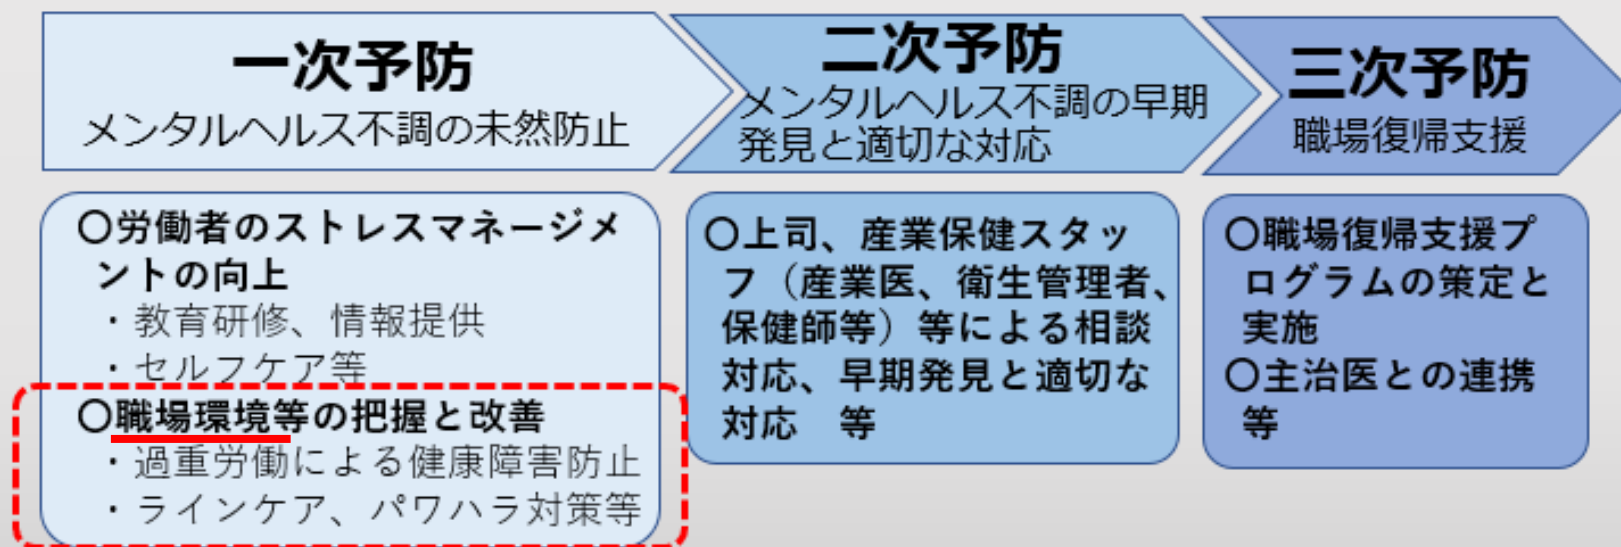 一次予防
メンタルヘルス不調の未然防止
二次予防
メンタルヘルス不調の早期
発見と適切な対応
三次予防
職場復帰支援
〇労働者のストレスマネージメ
ントの向上
・教育研修、情報提供
・セルフケア等
〇職場環境等の把握と改善
・過重労働による健康障害防止
・ラインケア、パワハラ対策等
〇上司、産業保健スタッ
フ（産業医、衛生管理者、
保健師等）等による相談
対応、早期発見と適切な
対応　等
〇職場復帰支援プ
ログラムの策定と
実施
〇主治医との連携
等